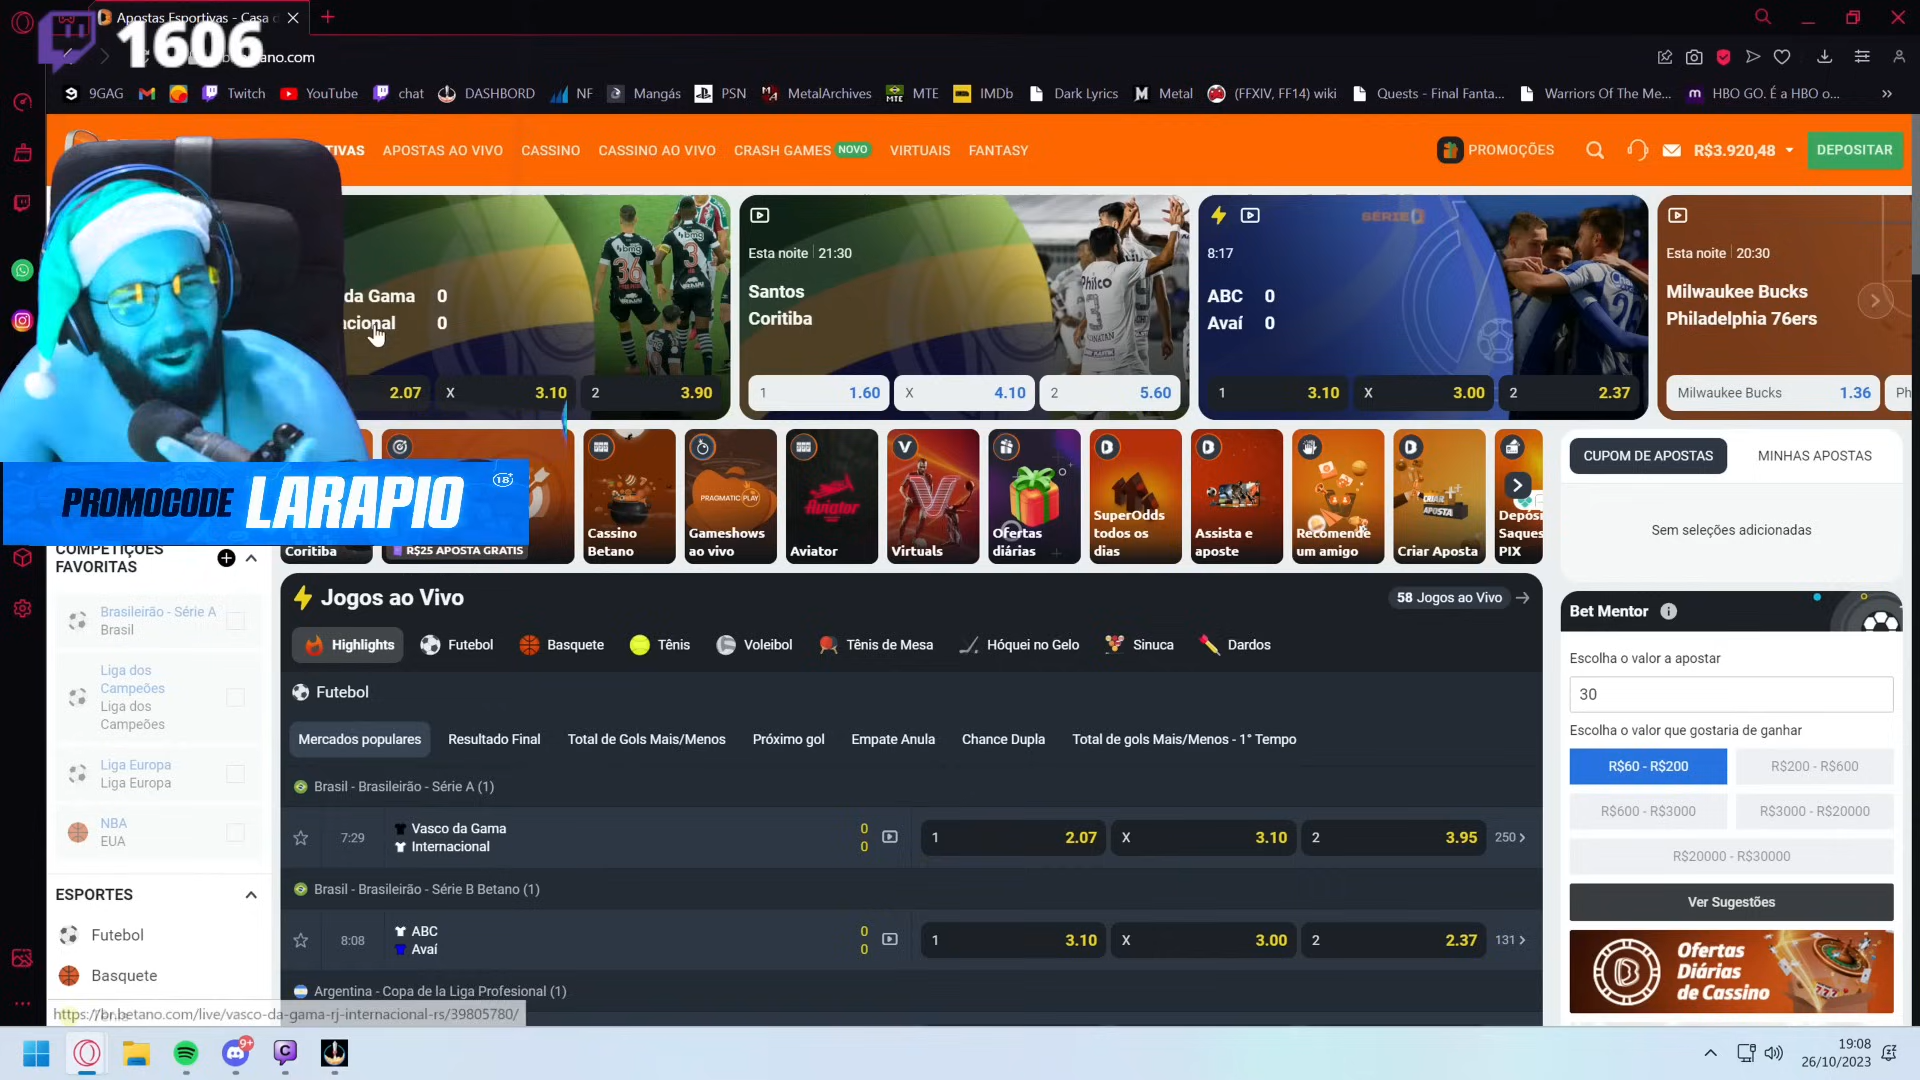 Apostas Esportivas - Casa d
1606
ano.com
9GAG
Twitch
YouTube
chat
DASHBORD
NF
Mangás
PSN
MetalArchives
MTE
IMDb
Dark Lyrics
Metal
(FFXIV, FF14) wiki
Quests - Final Fanta...
Warriors Of The Me...
HBO GO. É a HBO o...
TIVAS
APOSTAS AO VIVO
CASSINO
CASSINO AO VIVO
CRASH GAMES NOVO
VIRTUAIS
FANTASY
PROMOÇÕES
R$3.920,48
DEPOSITAR
da Gama 0
acional 0
2.07
X 3.10
2 3.90
Esta noite 21:30
Santos
Coritiba
1 1.60
X 4.10
2 5.60
SÉRIE
8:17
ABC 0
Avaí 0
1 3.10
X 3.00
2 2.37
Esta noite 20:30
Milwaukee Bucks
Philadelphia 76ers
Milwaukee Bucks 1.36
Ph
PROMOCODE LARAPIO
18+
Coritiba
R$25 APOSTA GRÁTIS
Cassino
Betano
PRAGMATIC PLAY
Gameshows
ao vivo
Aviator
Aviator
Virtuals
Ofertas
diárias
SuperOdds
todos os
dias
Assista e
aposte
Recomende
um amigo
CRIAR
APOSTA
Criar Aposta
Depós
Saques
PIX
CUPOM DE APOSTAS
MINHAS APOSTAS
Sem seleções adicionadas
COMPETIÇÕES
FAVORITAS
Brasileirão - Série A
Brasil
Liga dos
Campeões
Liga dos
Campeões
Liga Europa
Liga Europa
NBA
EUA
ESPORTES
Futebol
Basquete
Jogos ao Vivo
58 Jogos ao Vivo
Highlights
Futebol
Basquete
Tênis
Voleibol
Tênis de Mesa
Hóquei no Gelo
Sinuca
Dardos
Futebol
Mercados populares
Resultado Final
Total de Gols Mais/Menos
Próximo gol
Empate Anula
Chance Dupla
Total de gols Mais/Menos - 1° Tempo
Brasil - Brasileirão - Série A (1)
7:29
Vasco da Gama 0
Internacional 0
1 2.07
X 3.10
2 3.95
250
Brasil - Brasileirão - Série B Betano (1)
8:08
ABC 0
Avaí 0
1 3.10
X 3.00
2 2.37
131
Argentina - Copa de la Liga Profesional (1)
Bet Mentor
Escolha o valor a apostar
30
Escolha o valor que gostaria de ganhar
R$60 - R$200
R$200 - R$600
R$600 - R$3000
R$3000 - R$20000
R$20000 - R$30000
Ver Sugestões
Ofertas
Diárias
de Cassino
https://br.betano.com/live/vasco-da-gama-rj-internacional-rs/39805780/
9+
19:08
26/10/2023